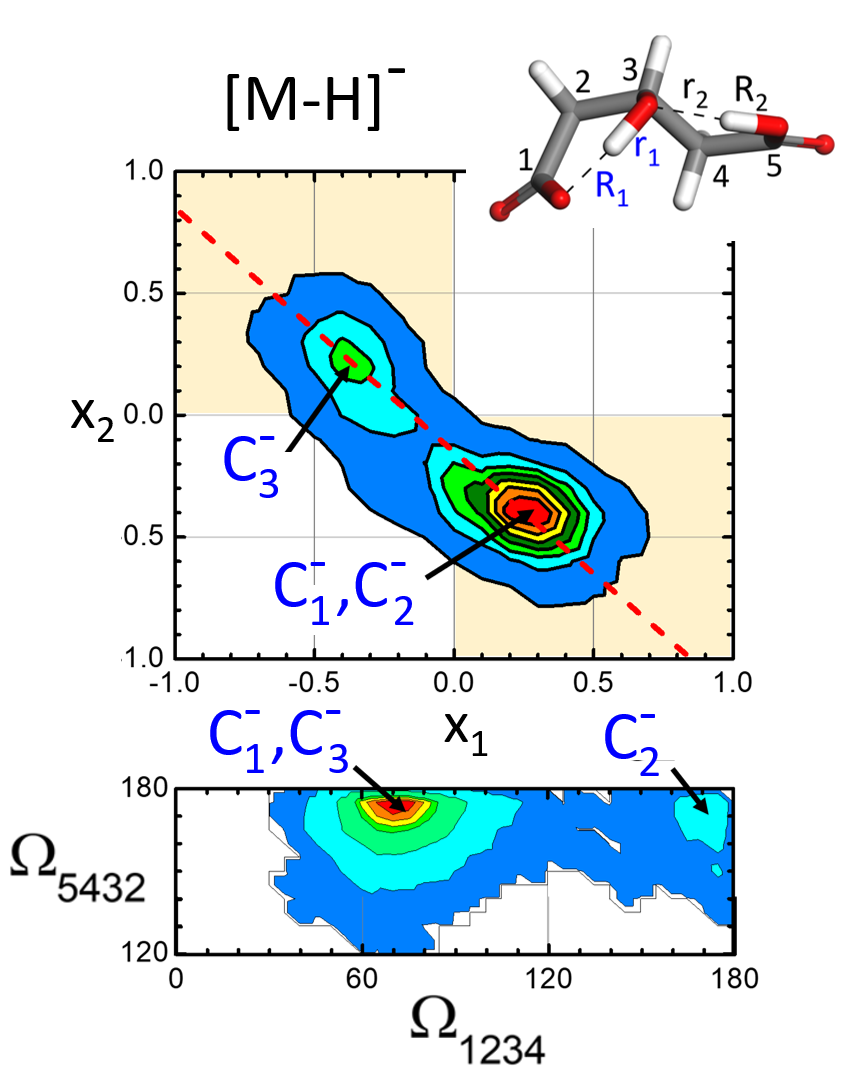 [M-H]⁻
1
2
3
4
5
r₁
r₂
R₁
R₂
1.0
0.5
0.0
0.5
1.0
x₂
C₃⁻
C₁⁻,C₂⁻
-1.0 -0.5 0.0 0.5 1.0
x₁
C₁⁻,C₃⁻
C₂⁻
180
120
Ω₅₄₃₂
0 60 120 180
Ω₁₂₃₄